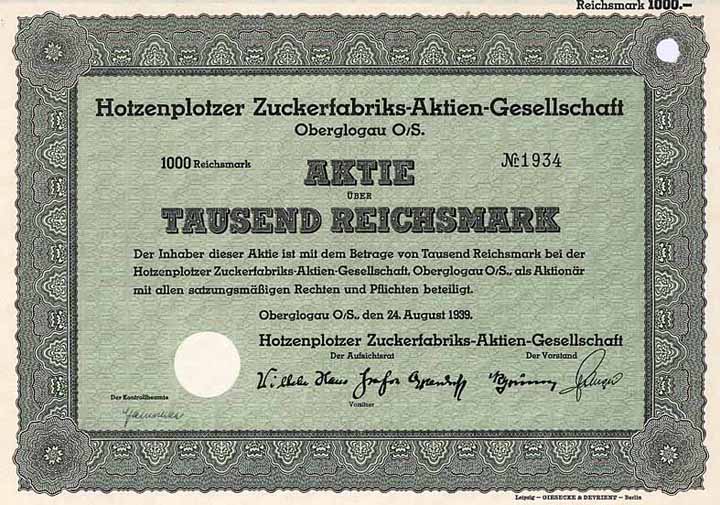 Reichsmark 1000.–
Hotzenplotzer Zuckerfabriks-Aktien-Gesellschaft
Oberglogau O/S.
1000 Reichsmark
№ 1934
AKTIE
ÜBER
TAUSEND REICHSMARK
Der Inhaber dieser Aktie ist mit dem Betrage von Tausend Reichsmark bei der
Hotzenplotzer Zuckerfabriks-Aktien-Gesellschaft, Oberglogau O/S., als Aktionär
mit allen satzungsmäßigen Rechten und Pflichten beteiligt.
Oberglogau O/S., den 24. August 1939.
Hotzenplotzer Zuckerfabriks-Aktien-Gesellschaft
Der Aufsichtsrat Der Vorstand
Hans Graf
Vorsitzer
Der Kontrollbeamte
Leipzig – GIESECKE & DEVRIENT – Berlin